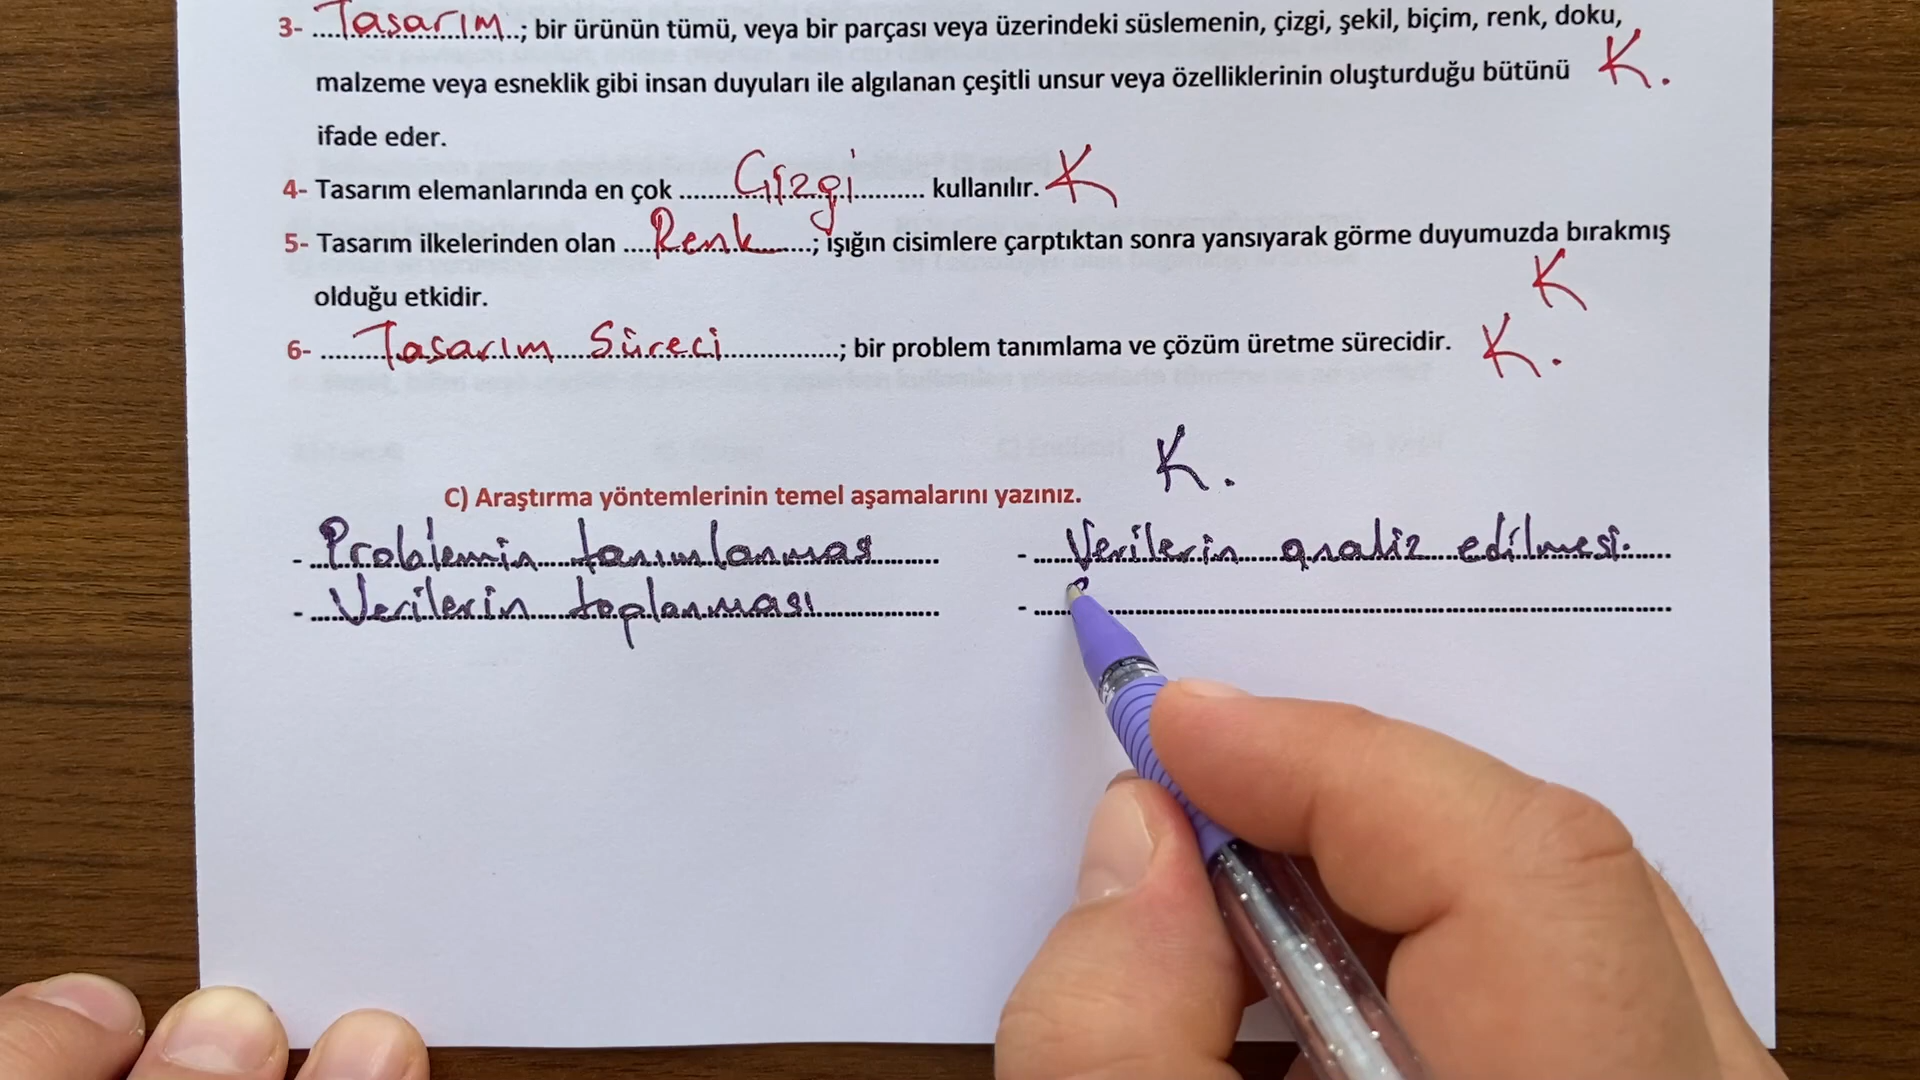 3- Tasarım; bir ürünün tümü, veya bir parçası veya üzerindeki süslemenin, çizgi, şekil, biçim, renk, doku,
malzeme veya esneklik gibi insan duyuları ile algılanan çeşitli unsur veya özelliklerinin oluşturduğu bütünü K.
ifade eder.
4- Tasarım elemanlarında en çok Çizgi kullanılır. K
5- Tasarım ilkelerinden olan Renk; ışığın cisimlere çarptıktan sonra yansıyarak görme duyumuzda bırakmış
olduğu etkidir. K
6- Tasarım Süreci; bir problem tanımlama ve çözüm üretme sürecidir. K.
C) Araştırma yöntemlerinin temel aşamalarını yazınız. K.
- Problemin tanımlanması - Verilerin analiz edilmesi.
- Verilerin toplanması -